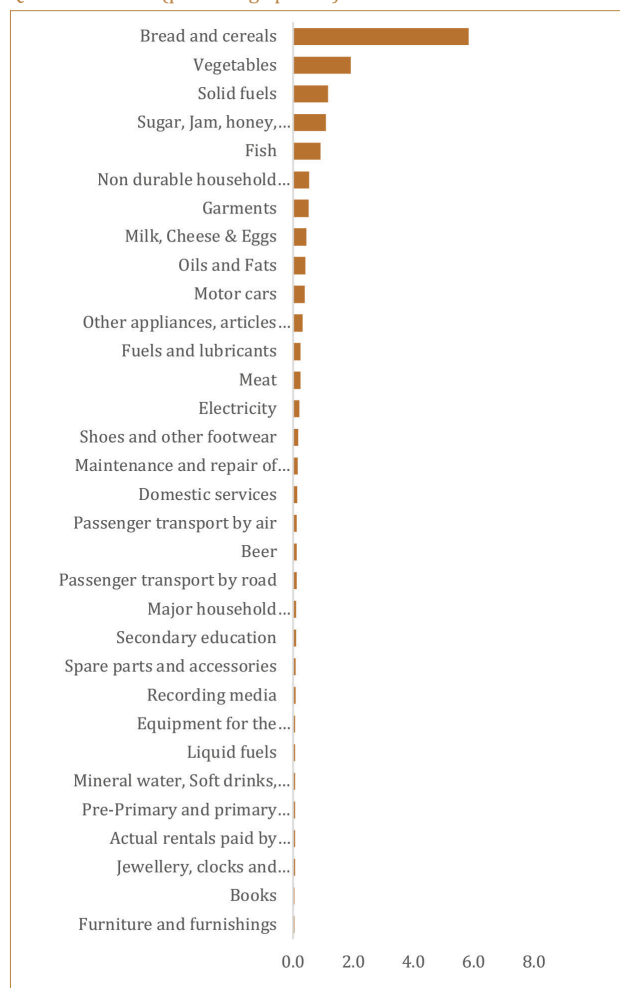 Bread and cereals
Vegetables
Solid fuels
Sugar, Jam, honey,…
Fish
Non durable household…
Garments
Milk, Cheese & Eggs
Oils and Fats
Motor cars
Other appliances, articles…
Fuels and lubricants
Meat
Electricity
Shoes and other footwear
Maintenance and repair of…
Domestic services
Passenger transport by air
Beer
Passenger transport by road
Major household…
Secondary education
Spare parts and accessories
Recording media
Equipment for the…
Liquid fuels
Mineral water, Soft drinks,…
Pre-Primary and primary…
Actual rentals paid by…
Jewellery, clocks and…
Books
Furniture and furnishings
0.0 2.0 4.0 6.0 8.0